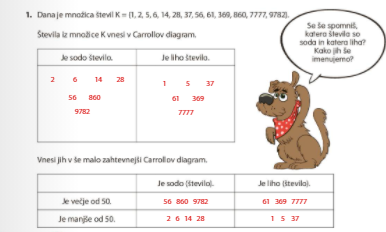 1. Dana je množica števil K = {1, 2, 5, 6, 14, 28, 37, 56, 61, 369, 860, 7777, 9782}.
Števila iz množice K vnesi v Carrollov diagram.
Se še spomniš,
katera števila so
soda in katera liha?
Kako jih še
imenujemo?
Je sodo število. Je liho število.
2 6 14 28 1 5 37
56 860 61 369
9782 7777
Vnesi jih v še malo zahtevnejši Carrollov diagram.
Je sodo (število). Je liho (število).
Je večje od 50. 56 860 9782 61 369 7777
Je manjše od 50. 2 6 14 28 1 5 37